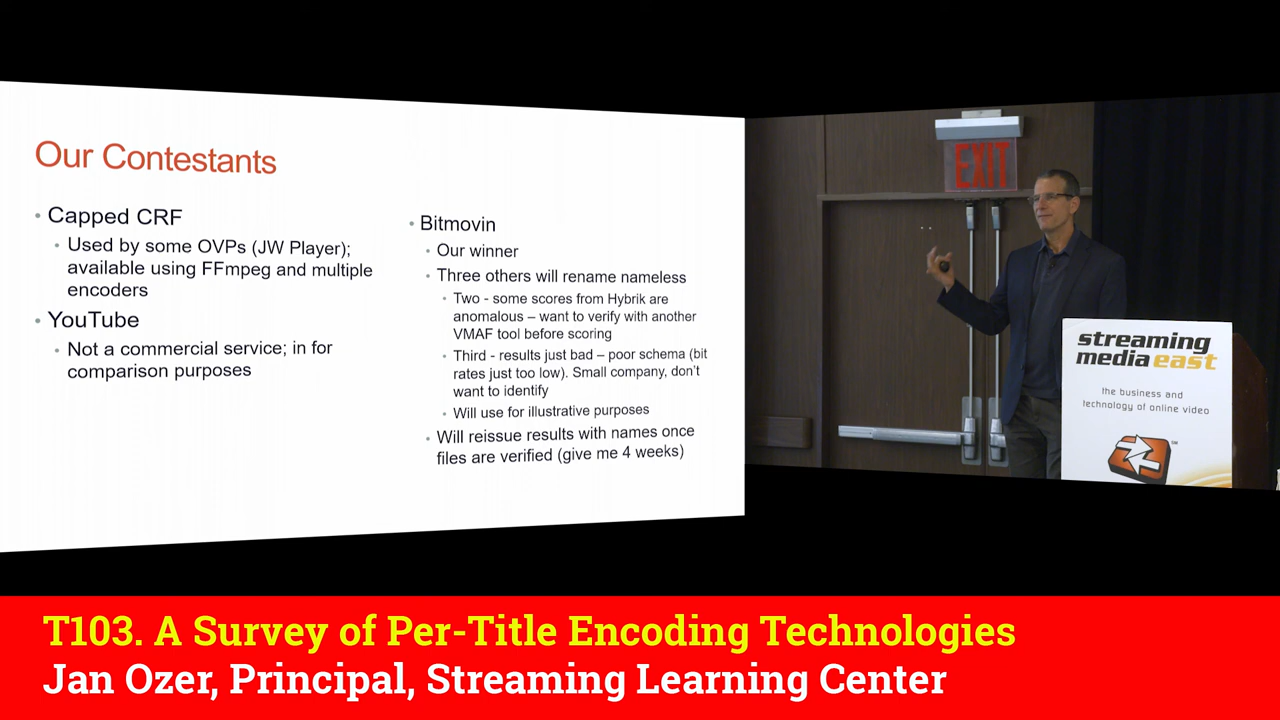 Our Contestants
• Capped CRF
• Used by some OVPs (JW Player);
available using FFmpeg and multiple
encoders
• YouTube
• Not a commercial service; in for
comparison purposes
• Bitmovin
• Our winner
• Three others will rename nameless
• Two - some scores from Hybrik are
anomalous – want to verify with another
VMAF tool before scoring
• Third - results just bad – poor schema (bit
rates just too low). Small company, don't
want to identify
• Will use for illustrative purposes
• Will reissue results with names once
files are verified (give me 4 weeks)
EXIT
streaming
media east
the business and
technology of online video
SM
T103. A Survey of Per-Title Encoding Technologies
Jan Ozer, Principal, Streaming Learning Center